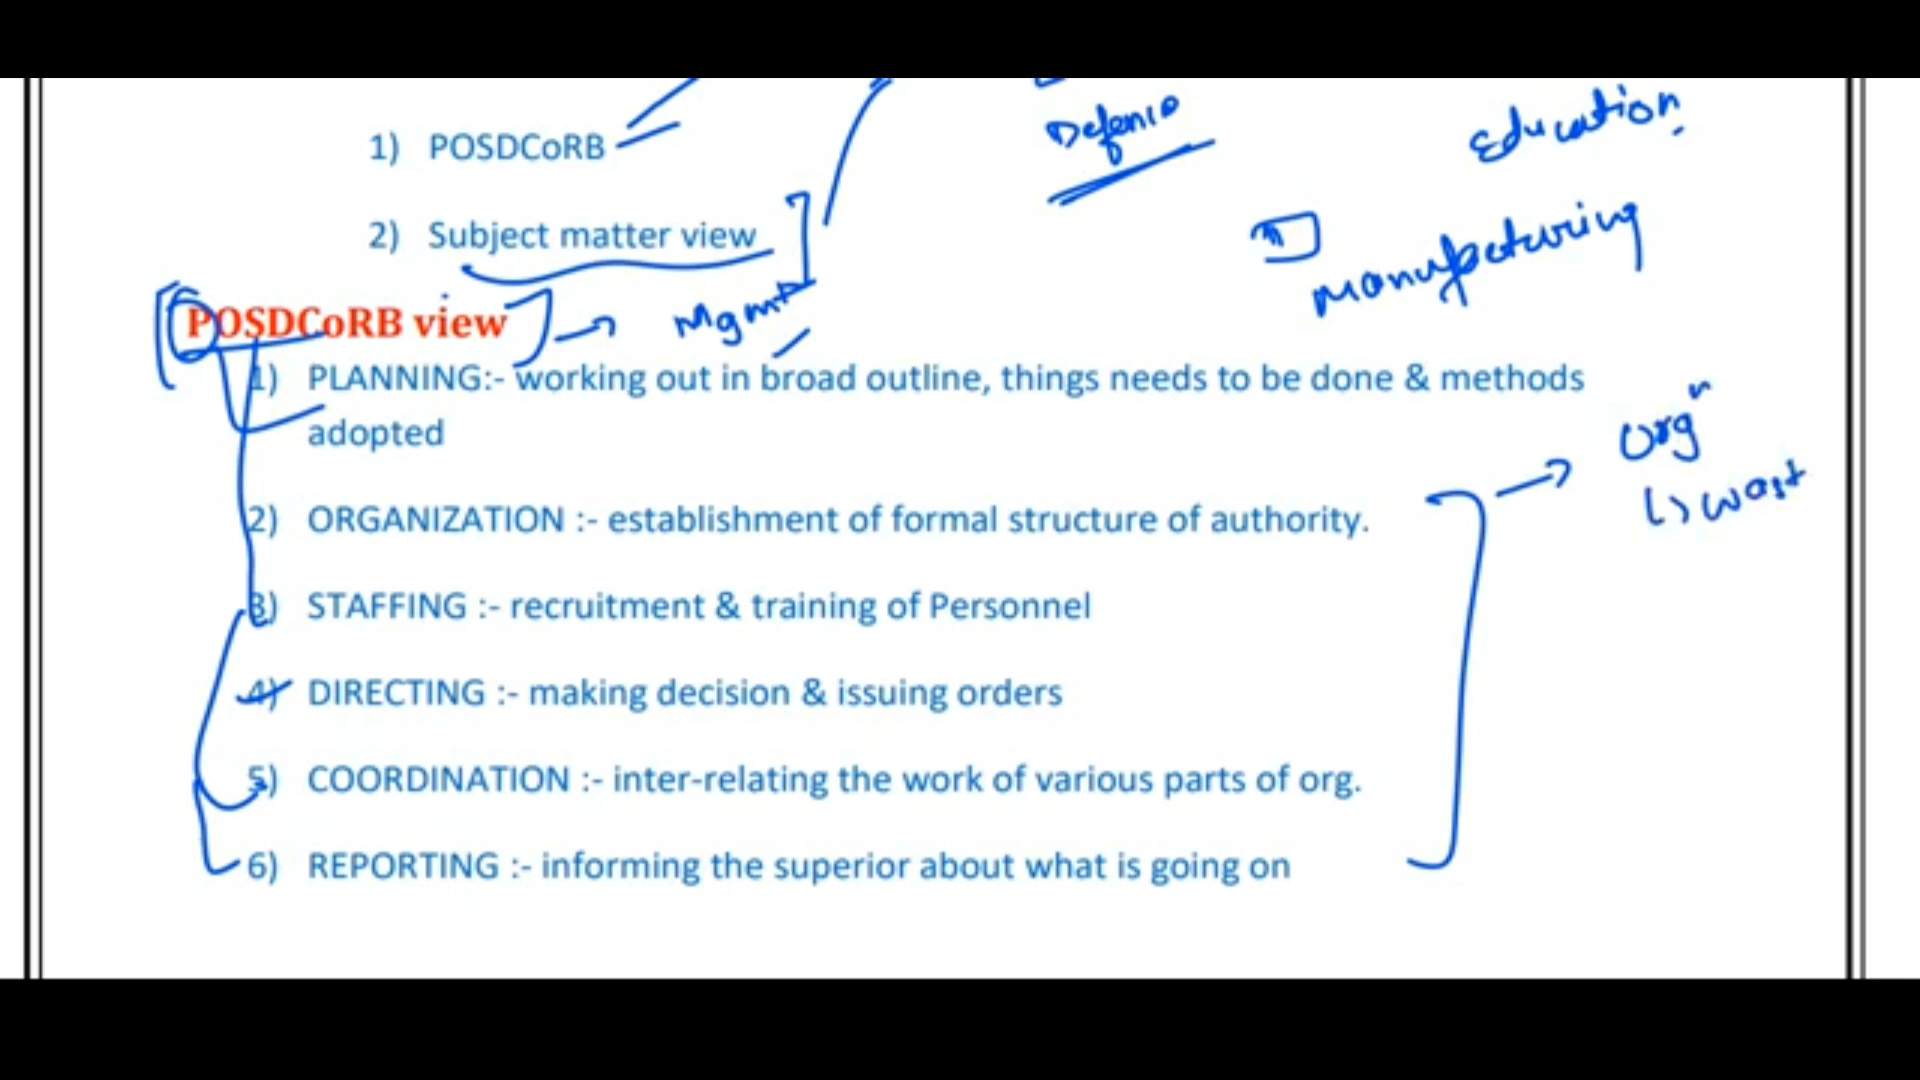 Defence
Education
1) POSDCoRB
2) Subject matter view
Manufacturing
POSDCoRB view
Mgmt
1) PLANNING:- working out in broad outline, things needs to be done & methods
adopted
Orgn
2) ORGANIZATION :- establishment of formal structure of authority.
3) STAFFING :- recruitment & training of Personnel
4) DIRECTING :- making decision & issuing orders
5) COORDINATION :- inter-relating the work of various parts of org.
6) REPORTING :- informing the superior about what is going on